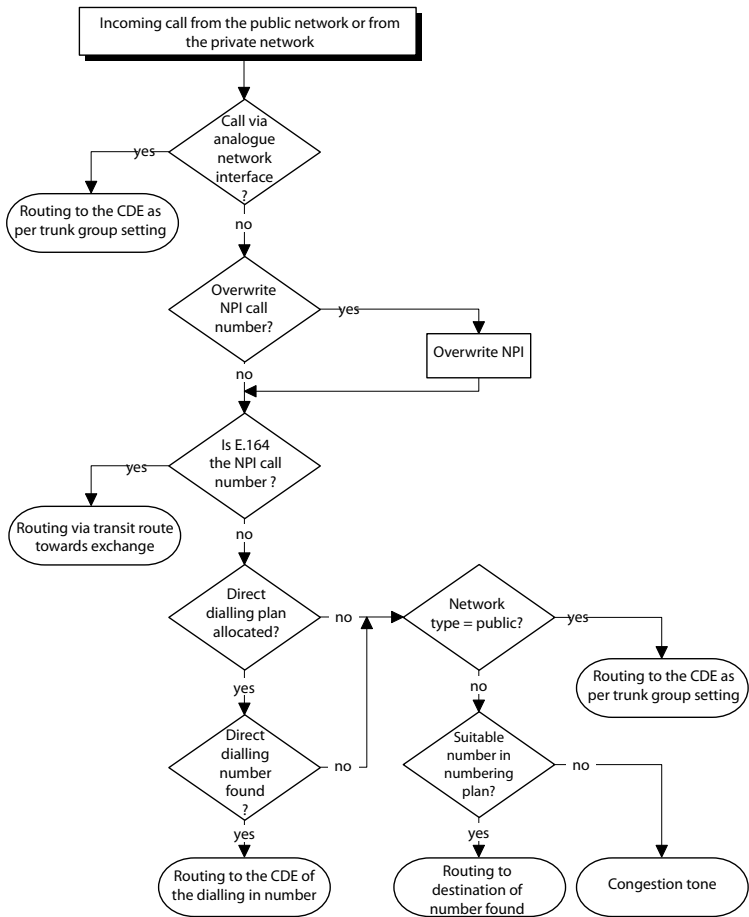 Incoming call from the public network or from
the private network
Call via
analogue
network
interface
?
yes
Routing to the CDE as
per trunk group setting
no
Overwrite
NPI call
number?
yes
Overwrite NPI
no
Is E.164
the NPI call
number ?
yes
Routing via transit route
towards exchange
no
Direct
dialling plan
allocated?
no
Network
type = public?
yes
Routing to the CDE as
per trunk group setting
yes
no
Direct
dialling
number
found
?
no
Suitable
number in
numbering
plan?
no
yes
yes
Routing to the CDE of
the dialling in number
Routing to
destination of
number found
Congestion tone